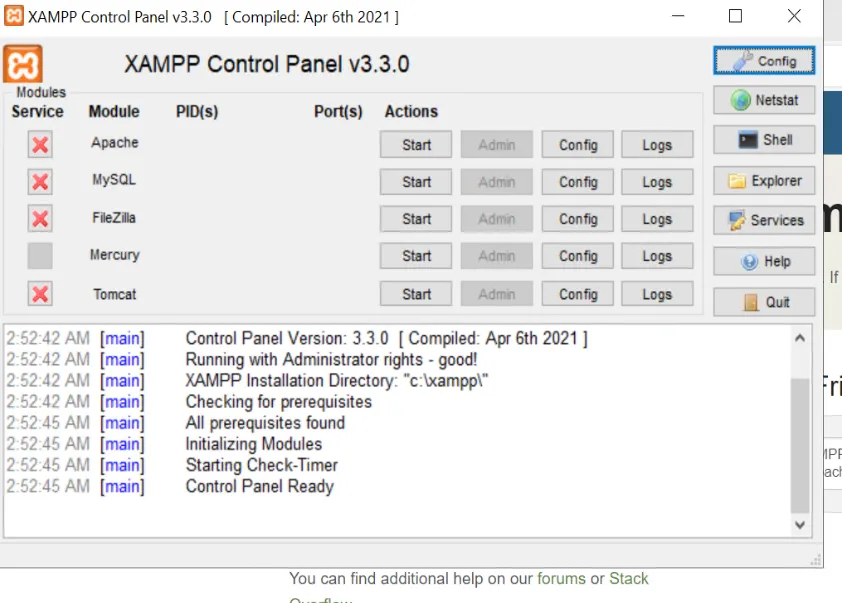 XAMPP Control Panel v3.3.0 [ Compiled: Apr 6th 2021 ]
XAMPP Control Panel v3.3.0
Config
Modules
Service Module PID(s) Port(s) Actions
Netstat
Apache Start Admin Config Logs
Shell
MySQL Start Admin Config Logs
Explorer
FileZilla Start Admin Config Logs
Services
Mercury Start Admin Config Logs
Help
Tomcat Start Admin Config Logs
Quit
2:52:42 AM [main] Control Panel Version: 3.3.0 [ Compiled: Apr 6th 2021 ]
2:52:42 AM [main] Running with Administrator rights - good!
2:52:42 AM [main] XAMPP Installation Directory: "c:\xampp\"
2:52:42 AM [main] Checking for prerequisites
2:52:45 AM [main] All prerequisites found
2:52:45 AM [main] Initializing Modules
2:52:45 AM [main] Starting Check-Timer
2:52:45 AM [main] Control Panel Ready
If
You can find additional help on our forums or Stack
Overflow